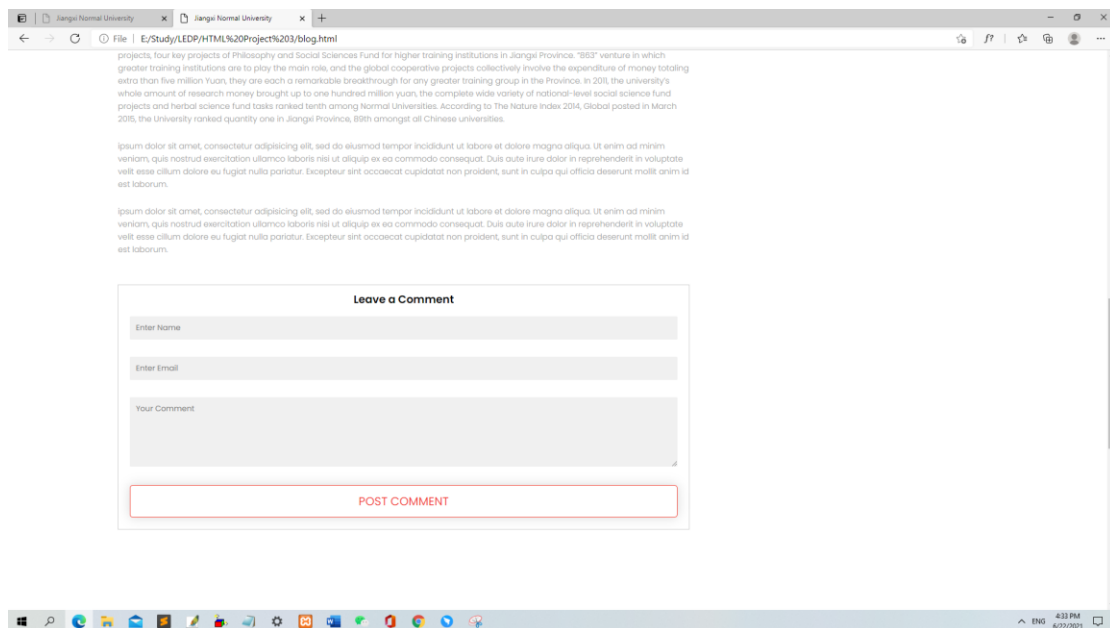 Jiangxi Normal University
Jiangxi Normal University
File E:/Study/LEDP/HTML%20Project%203/blog.html
projects, four key projects of Philosophy and Social Sciences Fund for higher training institutions in Jiangxi Province. "863" venture in which
greater training institutions are to play the main role, and the global cooperative projects collectively involve the expenditure of money totaling
extra than five million Yuan, they are each a remarkable breakthrough for any greater training group in the Province. In 2011, the university's
whole amount of research money brought up to one hundred million yuan, the complete wide variety of national-level social science fund
projects and herbal science fund tasks ranked tenth among Normal Universities. According to The Nature Index 2014, Global posted in March
2015, the University ranked quantity one in Jiangxi Province, 89th amongst all Chinese universities.
ipsum dolor sit amet, consectetur adipisicing elit, sed do eiusmod tempor incididunt ut labore et dolore magna aliqua. Ut enim ad minim
veniam, quis nostrud exercitation ullamco laboris nisi ut aliquip ex ea commodo consequat. Duis aute irure dolor in reprehenderit in voluptate
velit esse cillum dolore eu fugiat nulla pariatur. Excepteur sint occaecat cupidatat non proident, sunt in culpa qui officia deserunt mollit anim id
est laborum.
ipsum dolor sit amet, consectetur adipisicing elit, sed do eiusmod tempor incididunt ut labore et dolore magna aliqua. Ut enim ad minim
veniam, quis nostrud exercitation ullamco laboris nisi ut aliquip ex ea commodo consequat. Duis aute irure dolor in reprehenderit in voluptate
velit esse cillum dolore eu fugiat nulla pariatur. Excepteur sint occaecat cupidatat non proident, sunt in culpa qui officia deserunt mollit anim id
est laborum.
Leave a Comment
Enter Name
Enter Email
Your Comment
POST COMMENT
ENG 4:33 PM
6/22/2021